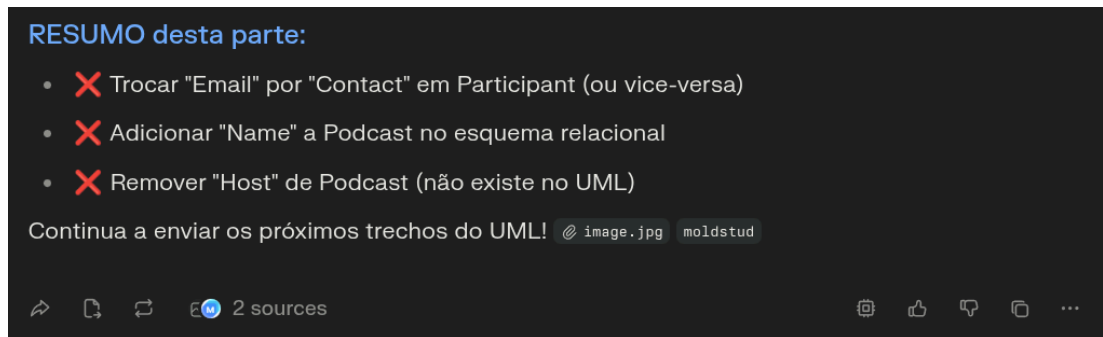 RESUMO desta parte:
• ❌ Trocar "Email" por "Contact" em Participant (ou vice-versa)
• ❌ Adicionar "Name" a Podcast no esquema relacional
• ❌ Remover "Host" de Podcast (não existe no UML)
Continua a enviar os próximos trechos do UML! image.jpg moldstud
2 sources